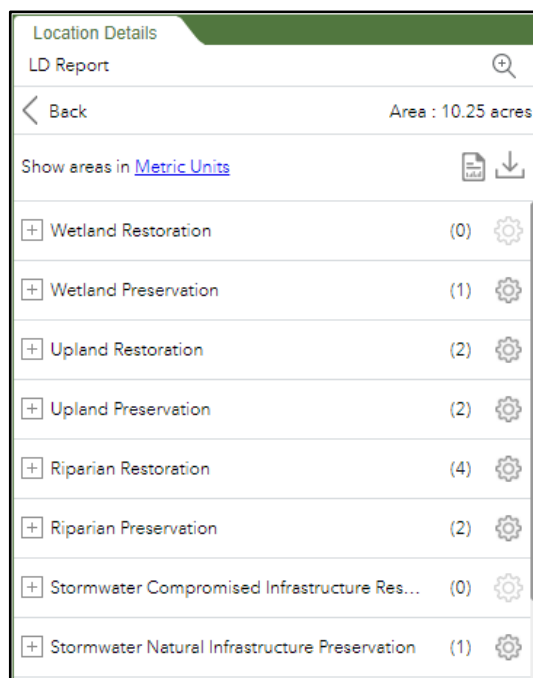 Location Details
LD Report
Back Area : 10.25 acres
Show areas in Metric Units
Wetland Restoration (0)
Wetland Preservation (1)
Upland Restoration (2)
Upland Preservation (2)
Riparian Restoration (4)
Riparian Preservation (2)
Stormwater Compromised Infrastructure Res... (0)
Stormwater Natural Infrastructure Preservation (1)